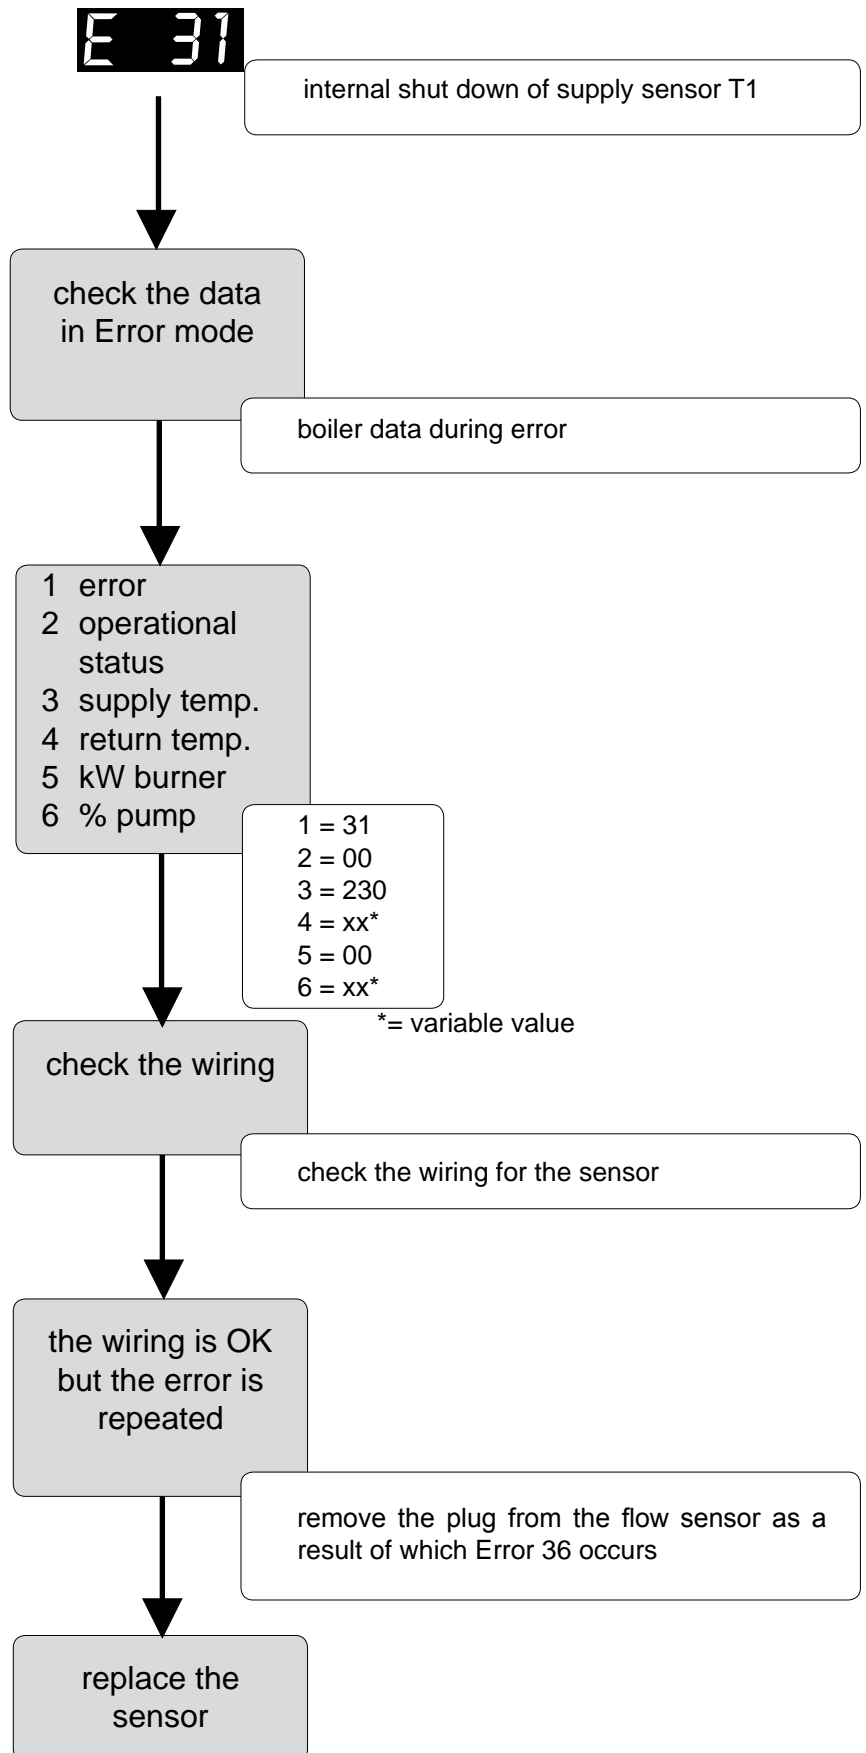 E 31
internal shut down of supply sensor T1
check the data
in Error mode
boiler data during error
1 error
2 operational
status
3 supply temp.
4 return temp.
5 kW burner
6 % pump
1 = 31
2 = 00
3 = 230
4 = xx*
5 = 00
6 = xx*
*= variable value
check the wiring
check the wiring for the sensor
the wiring is OK
but the error is
repeated
remove the plug from the flow sensor as a
result of which Error 36 occurs
replace the
sensor